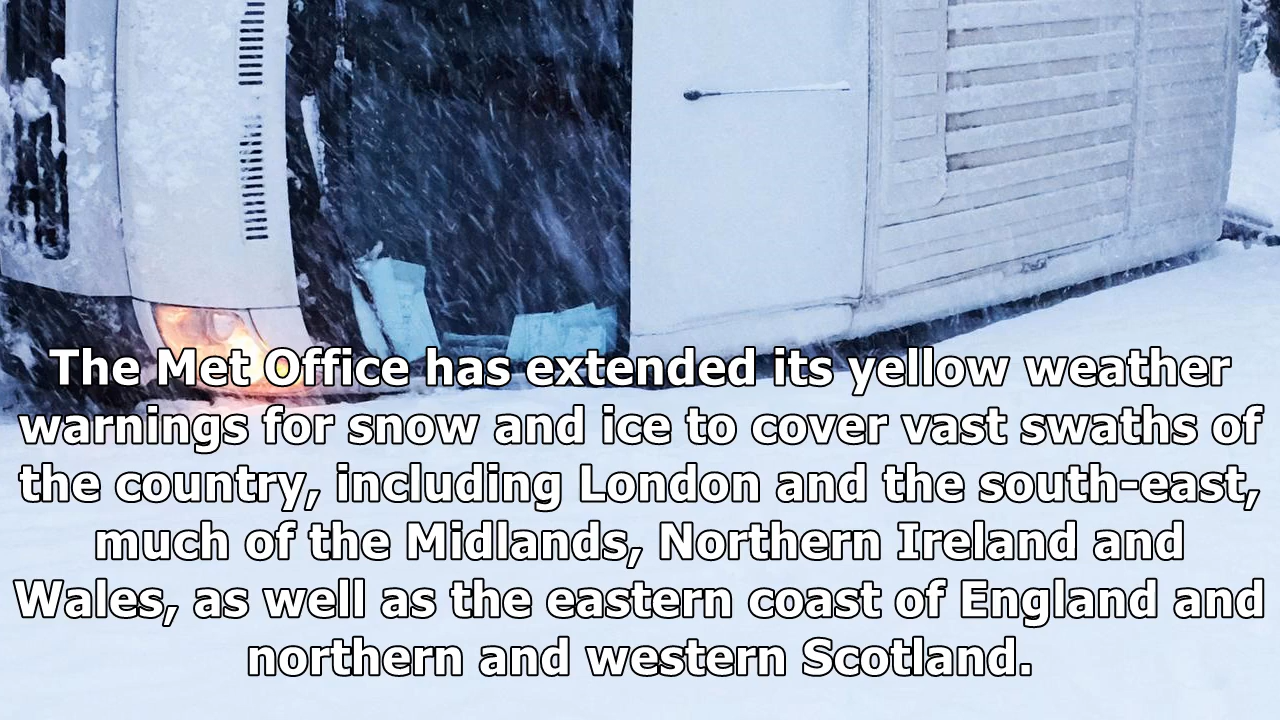 The Met Office has extended its yellow weather
warnings for snow and ice to cover vast swaths of
the country, including London and the south-east,
much of the Midlands, Northern Ireland and
Wales, as well as the eastern coast of England and
northern and western Scotland.